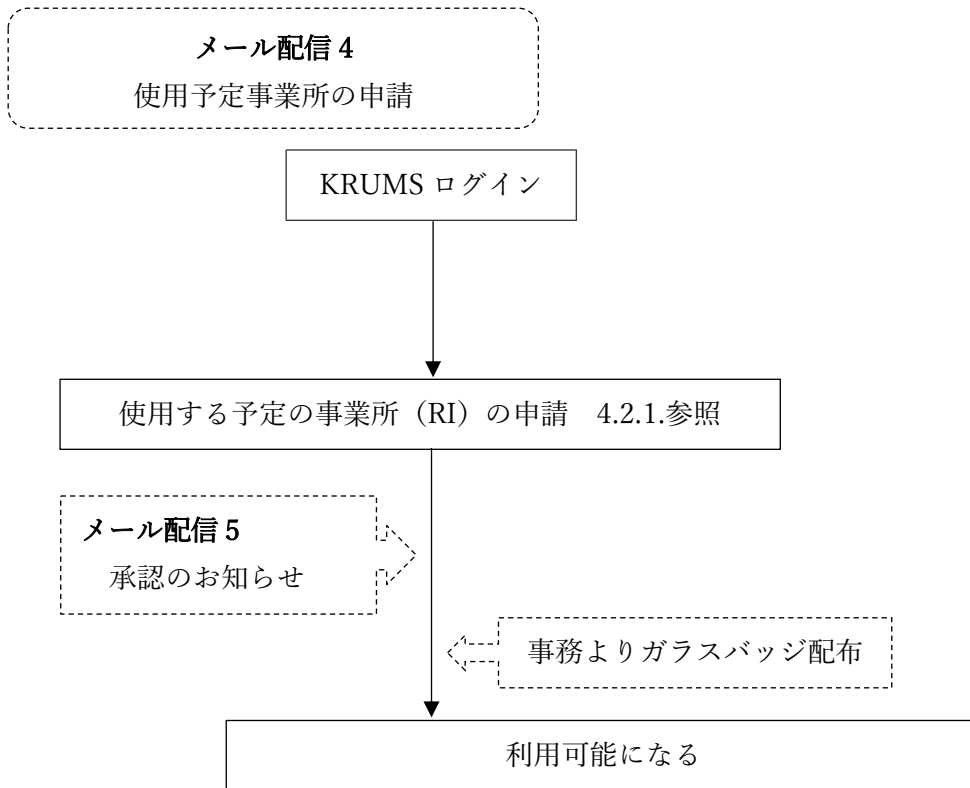 メール配信 4
使用予定事業所の申請
KRUMS ログイン
使用する予定の事業所（RI）の申請　4.2.1.参照
メール配信 5
承認のお知らせ
事務よりガラスバッジ配布
利用可能になる